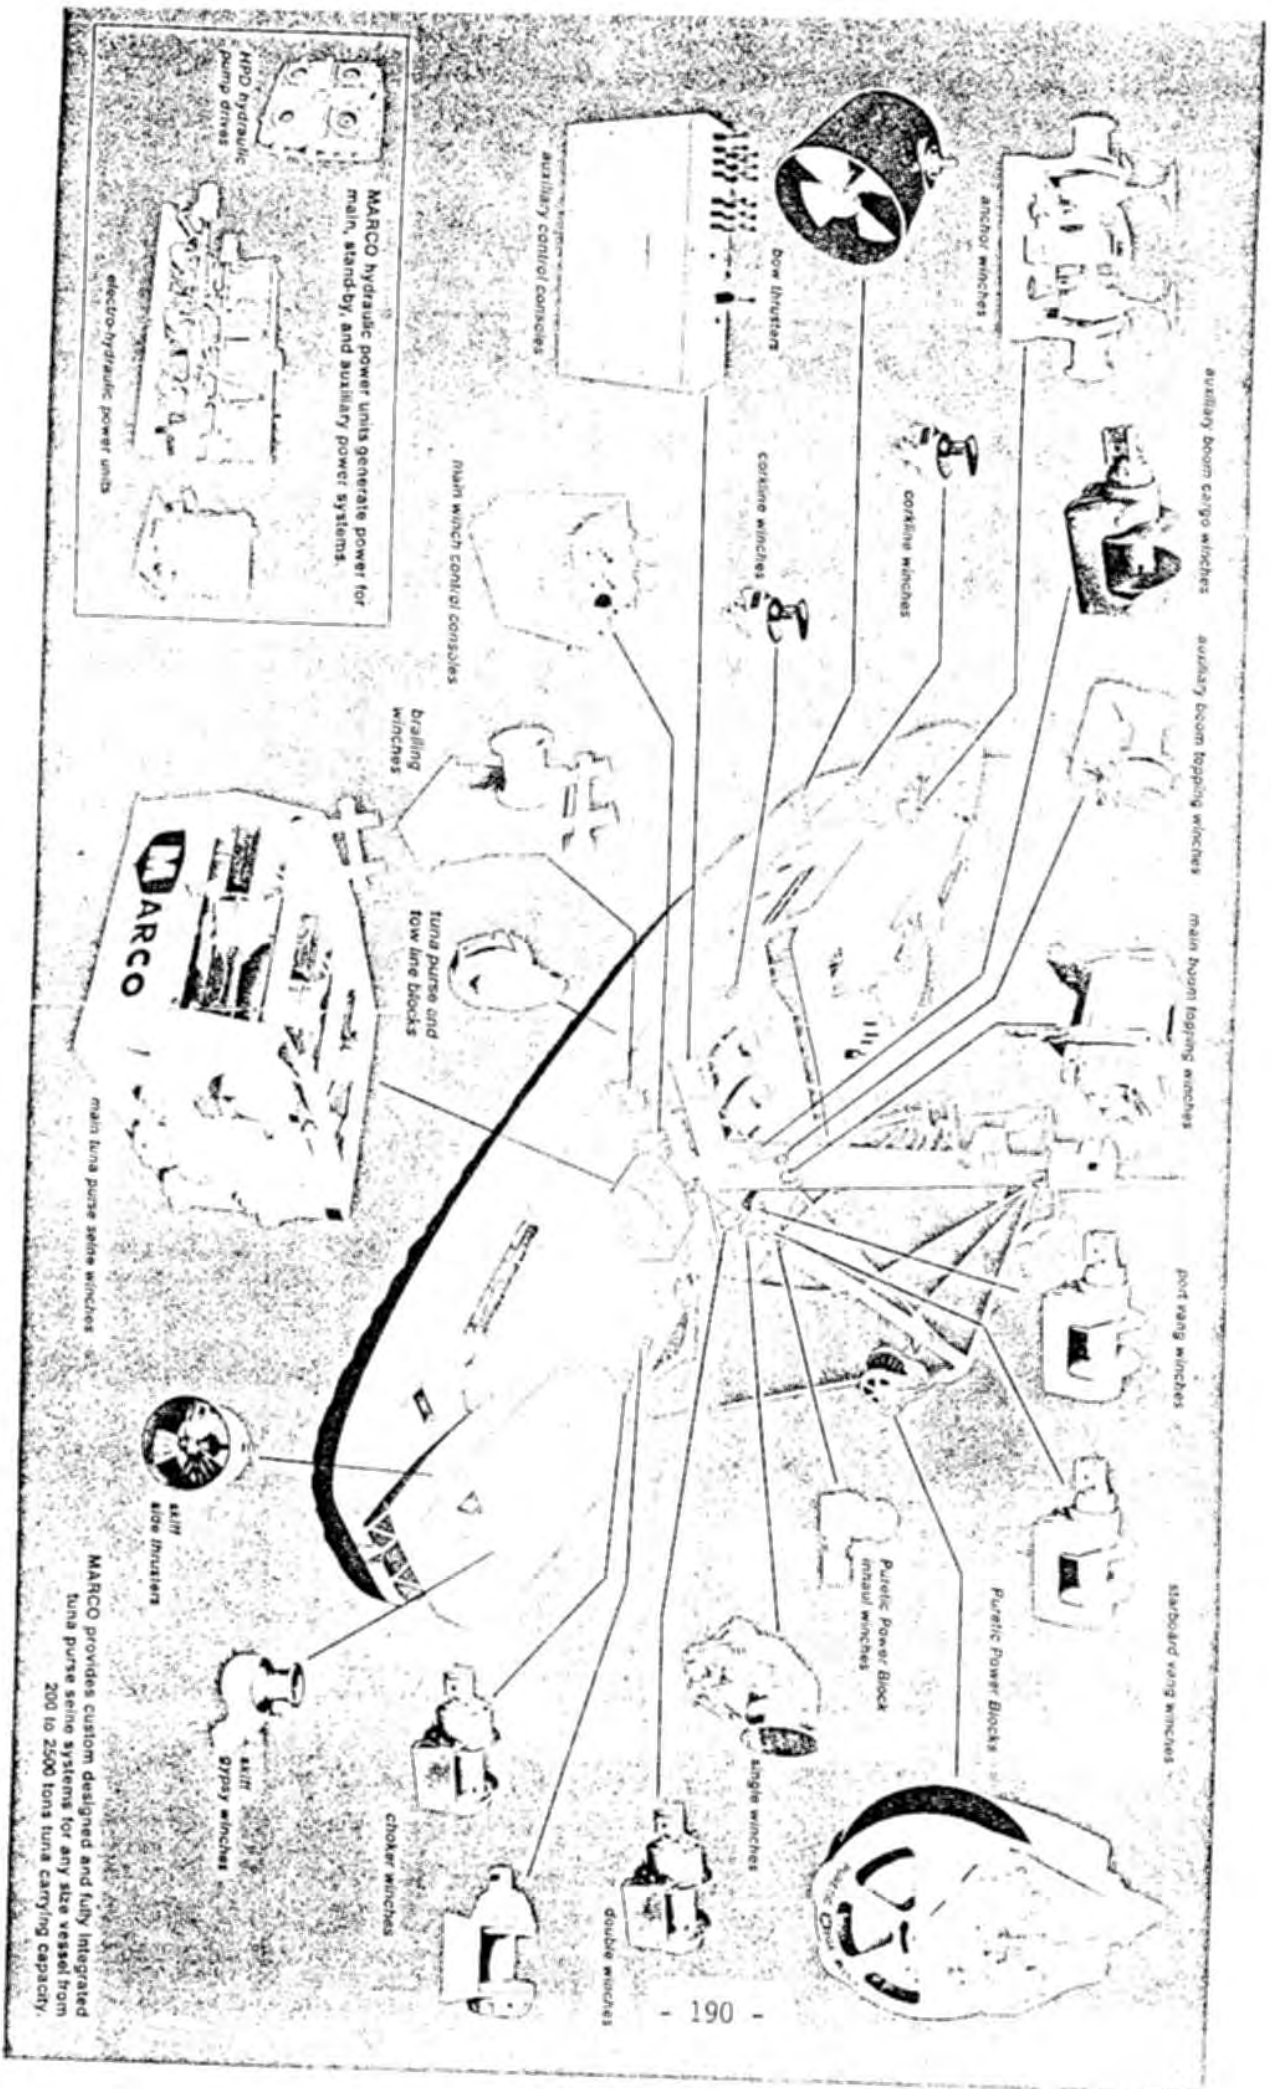 auxiliary boom cargo winches
auxiliary boom topping winches
main boom topping winches
port vang winches
starboard vang winches
anchor winches
corkline winches
Puretic Power Blocks
Puretic Power Block
inhaul winches
bow thrusters
corkline winches
single winches
auxiliary control consoles
main winch control consoles
double winches
brailing
winches
tuna purse and
tow line blocks
choker winches
MARCO hydraulic power units generate power for
main, stand-by, and auxiliary power systems.
HPD hydraulic
pump drives
electro-hydraulic power units
MARCO
main tuna purse seine winches
skiff
side thrusters
skiff
gypsy winches
MARCO provides custom designed and fully integrated
tuna purse seine systems for any size vessel from
200 to 2500 tons tuna carrying capacity.
- 190 -